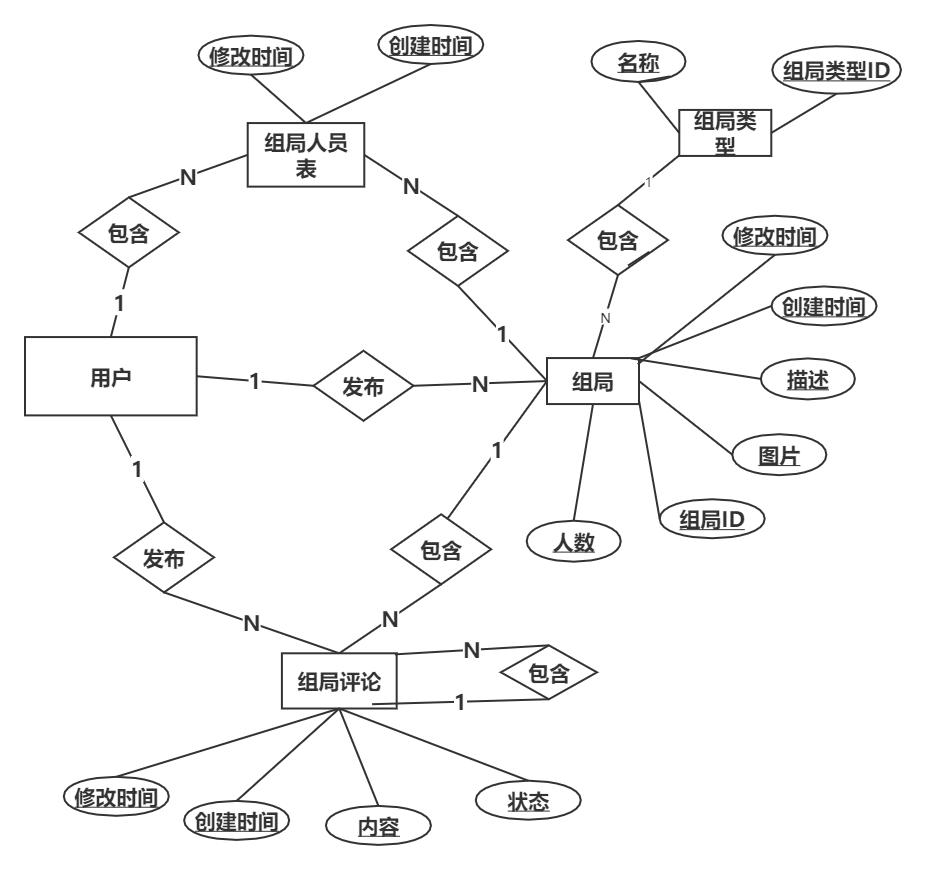 创建时间
修改时间
名称
组局类型ID
组局人员
表
组局类
型
N
N
1
包含
包含
包含
修改时间
1
N
创建时间
1
用户
1
发布
N
组局
描述
1
1
图片
发布
包含
人数
组局ID
N
N
组局评论
N
包含
1
修改时间
创建时间
内容
状态